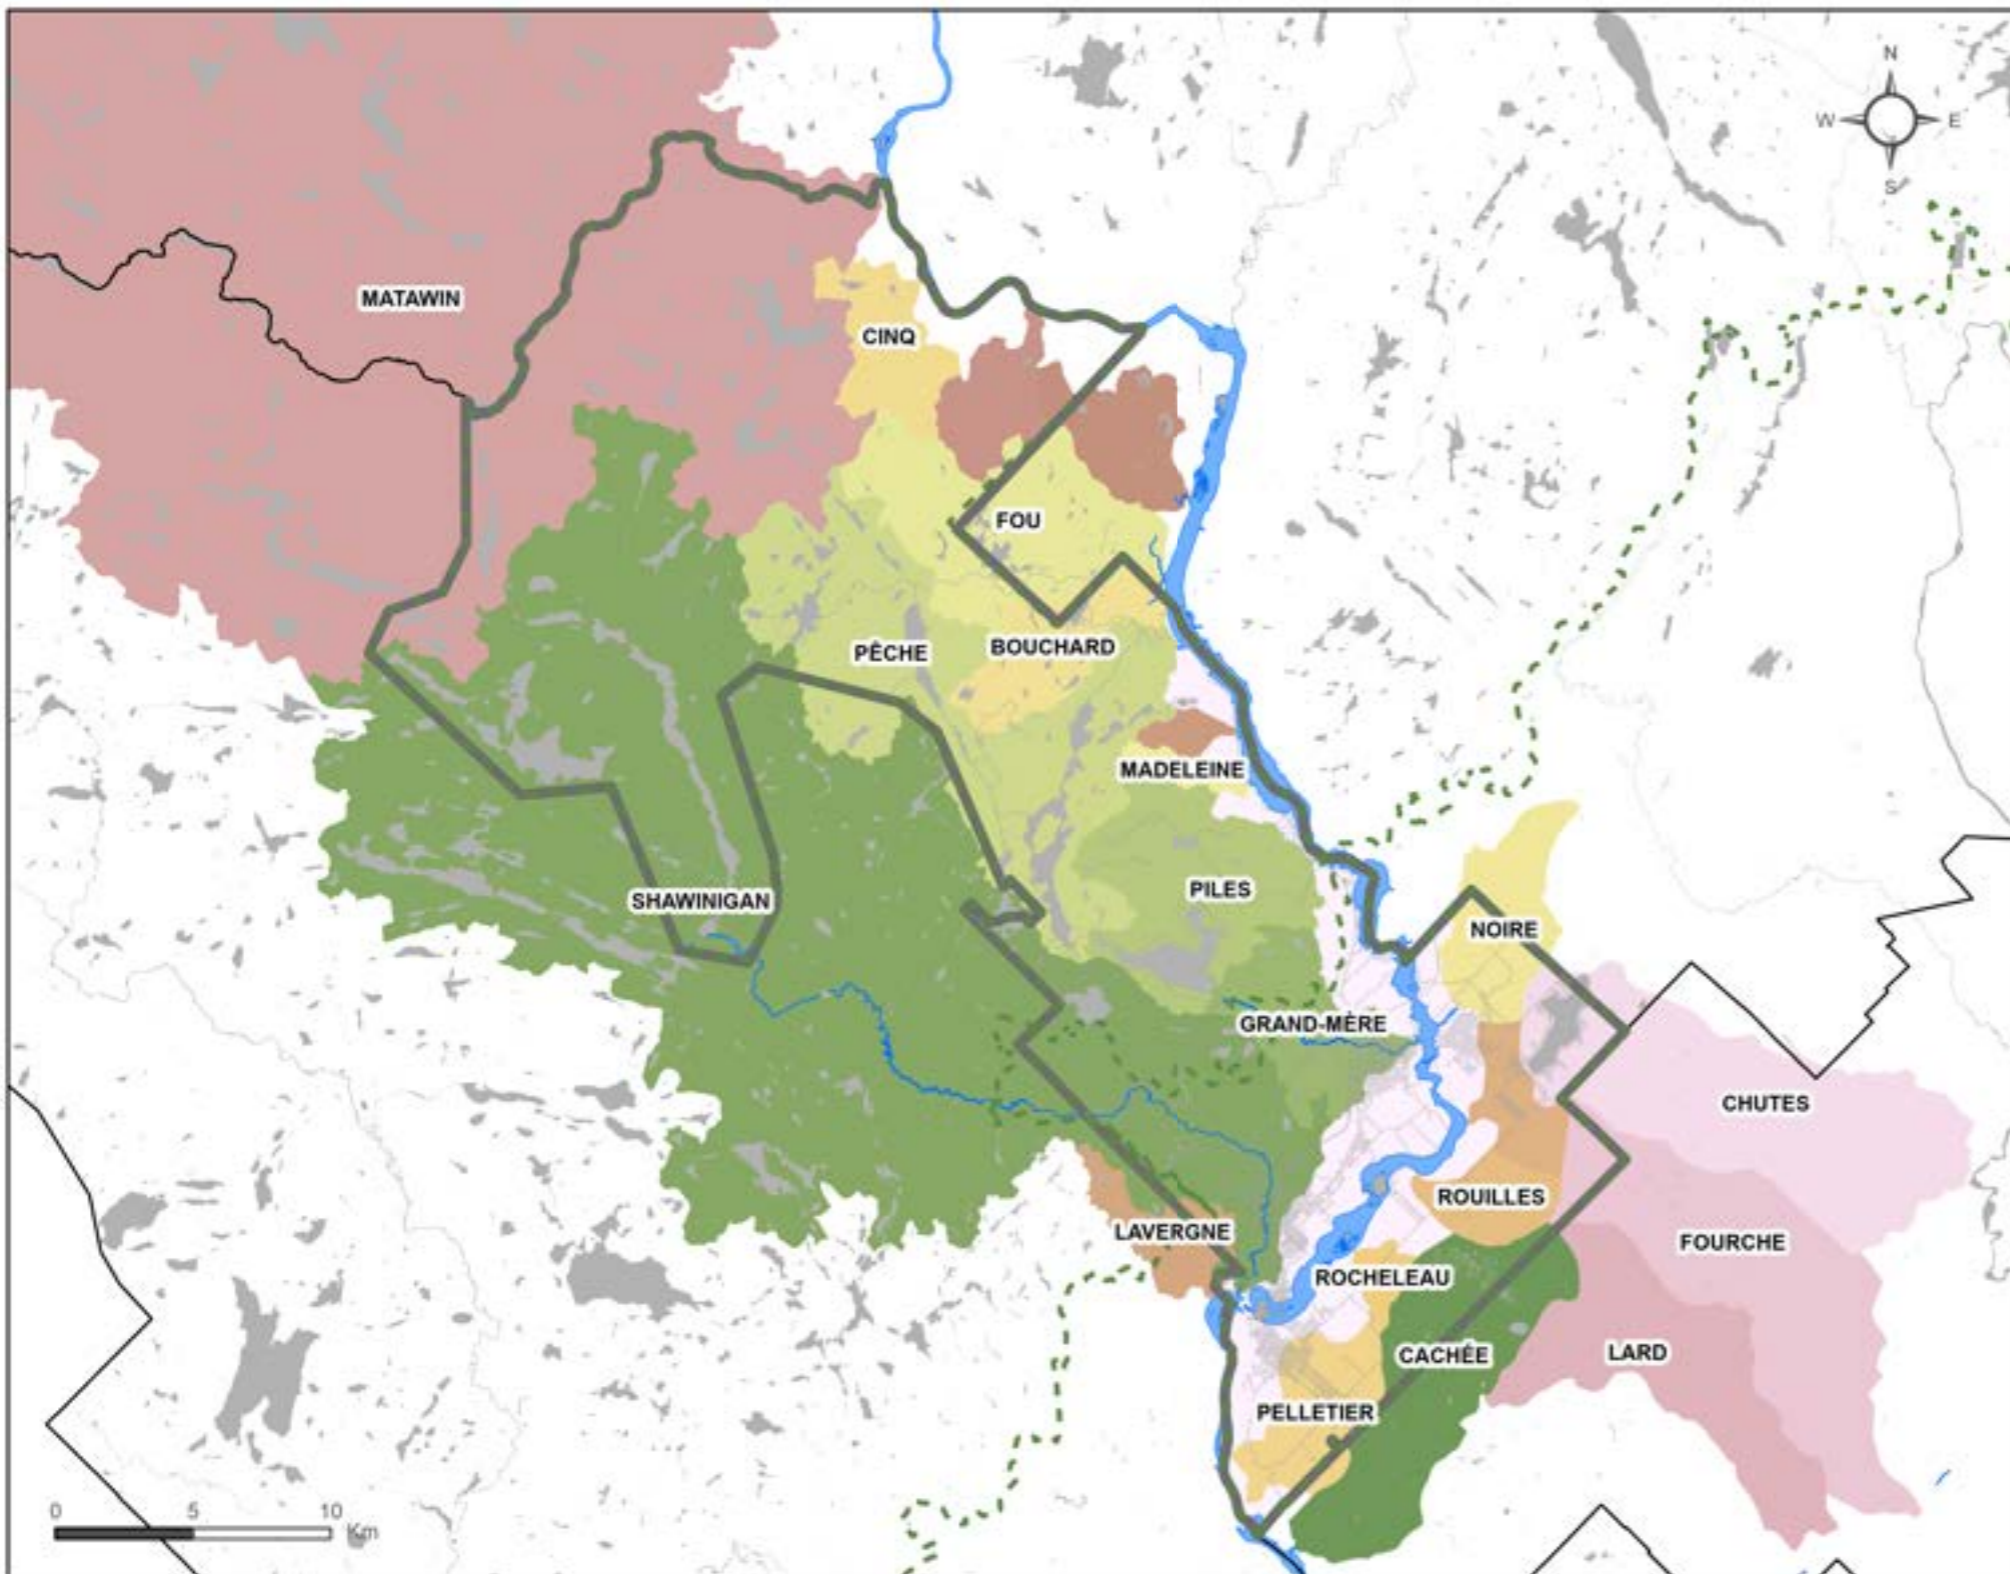 N
W E
S
MATAWIN
CINQ
FOU
BOUCHARD
PÊCHE
MADELEINE
PILES
SHAWINIGAN
NOIRE
GRAND-MÈRE
CHUTES
ROUILLES
LAVERGNE
FOURCHE
ROCHELEAU
LARD
CACHÉE
PELLETIER
0 5 10
Km